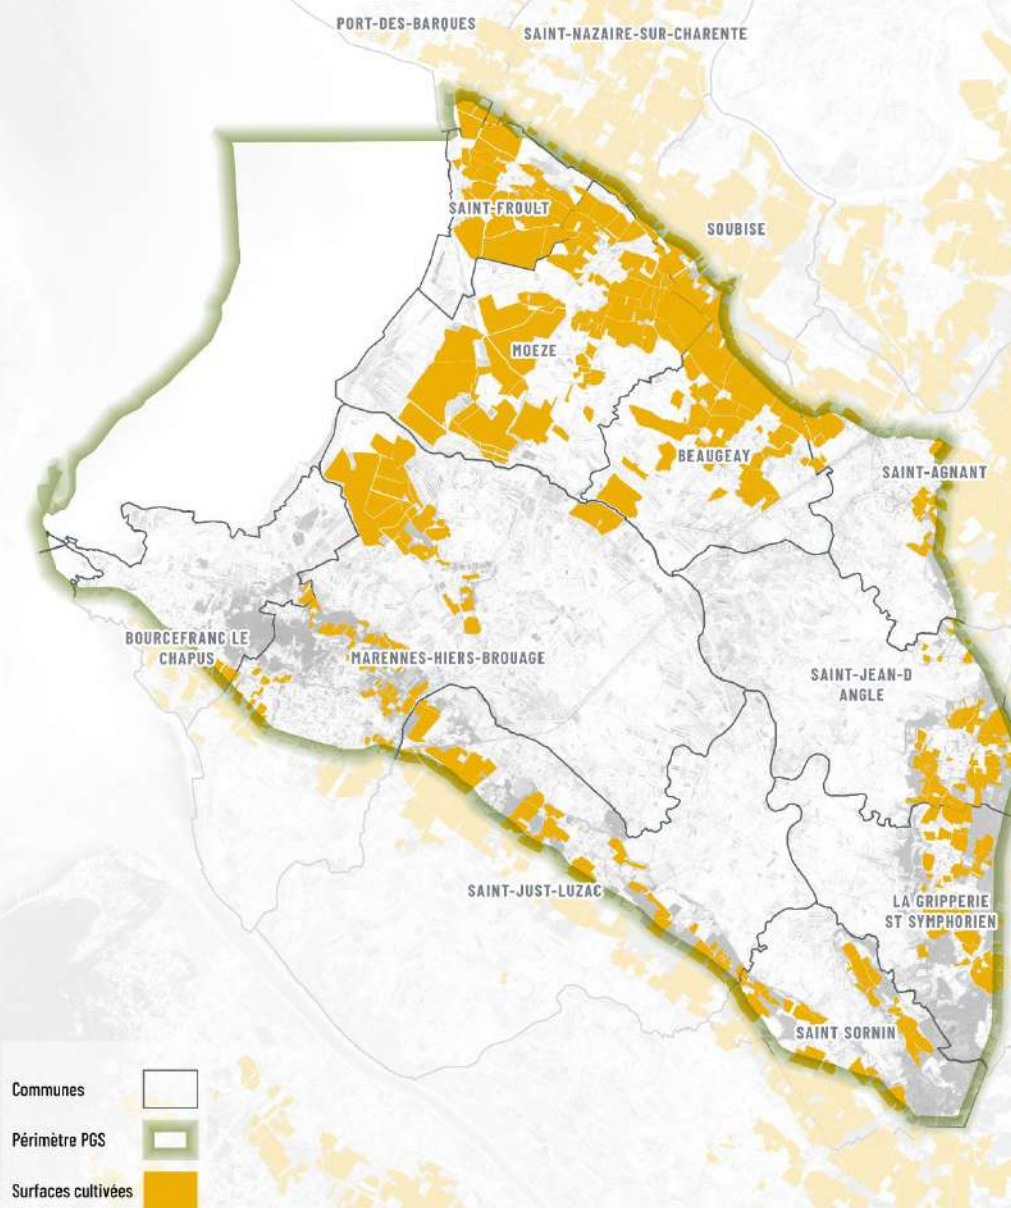 PORT-DES-BARQUES
SAINT-NAZAIRE-SUR-CHARENTE
SAINT-FROULT
SOUBISE
MOEZE
BEAUGEAY
SAINT-AGNANT
BOURCEFRANC LE
CHAPUS
MARENNES-HIERS-BROUAGE
SAINT-JEAN-D
ANGLE
SAINT-JUST-LUZAC
LA GRIPPERIE
ST SYMPHORIEN
SAINT SORNIN
Communes
Périmètre PGS
Surfaces cultivées